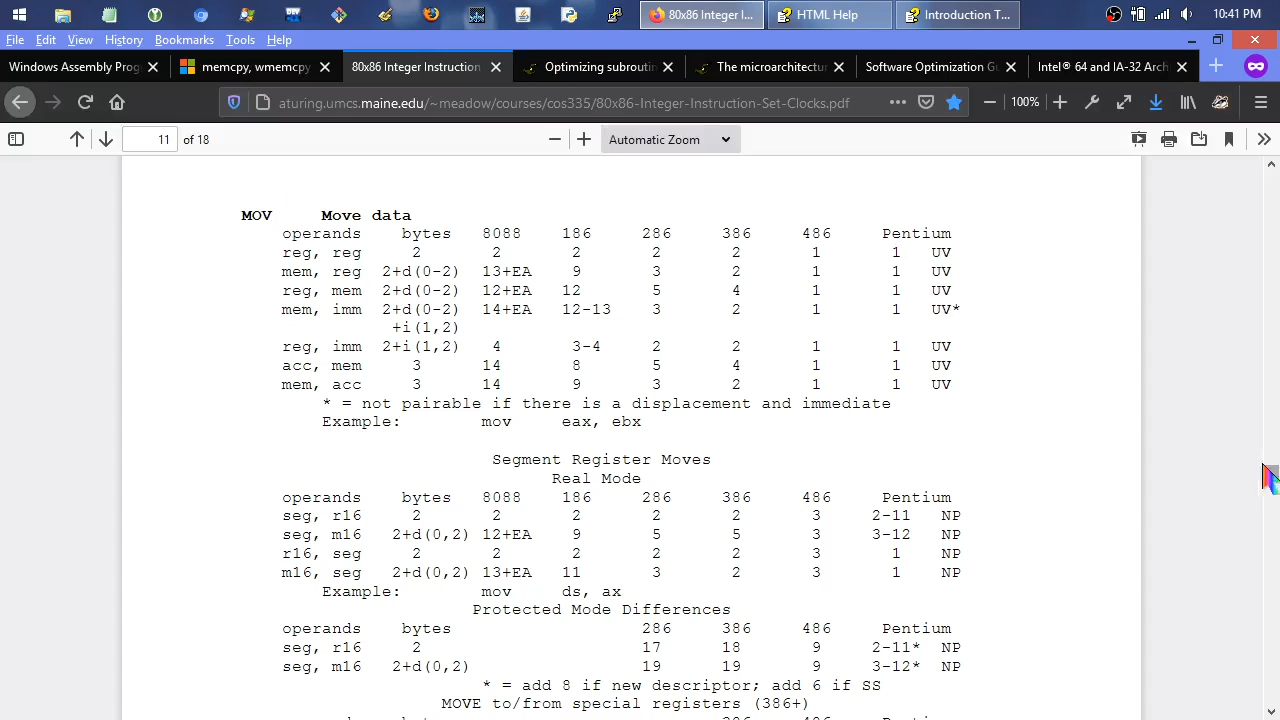 80x86 Integer I...
HTML Help
Introduction T...
10:41 PM
File Edit View History Bookmarks Tools Help
Windows Assembly Prog
memcpy, wmemcpy
80x86 Integer Instruction
Optimizing subroutin
The microarchitectur
Software Optimization Gu
Intel® 64 and IA-32 Arch
aturing.umcs.maine.edu/~meadow/courses/cos335/80x86-Integer-Instruction-Set-Clocks.pdf
100%
11 of 18
Automatic Zoom
MOV Move data
operands bytes 8088 186 286 386 486 Pentium
reg, reg 2 2 2 2 2 1 1 UV
mem, reg 2+d(0-2) 13+EA 9 3 2 1 1 UV
reg, mem 2+d(0-2) 12+EA 12 5 4 1 1 UV
mem, imm 2+d(0-2) 14+EA 12-13 3 2 1 1 UV*
+i(1,2)
reg, imm 2+i(1,2) 4 3-4 2 2 1 1 UV
acc, mem 3 14 8 5 4 1 1 UV
mem, acc 3 14 9 3 2 1 1 UV
* = not pairable if there is a displacement and immediate
Example: mov eax, ebx
Segment Register Moves
Real Mode
operands bytes 8088 186 286 386 486 Pentium
seg, r16 2 2 2 2 2 3 2-11 NP
seg, m16 2+d(0,2) 12+EA 9 5 5 3 3-12 NP
r16, seg 2 2 2 2 2 3 1 NP
m16, seg 2+d(0,2) 13+EA 11 3 2 3 1 NP
Example: mov ds, ax
Protected Mode Differences
operands bytes 286 386 486 Pentium
seg, r16 2 17 18 9 2-11* NP
seg, m16 2+d(0,2) 19 19 9 3-12* NP
* = add 8 if new descriptor; add 6 if SS
MOVE to/from special registers (386+)